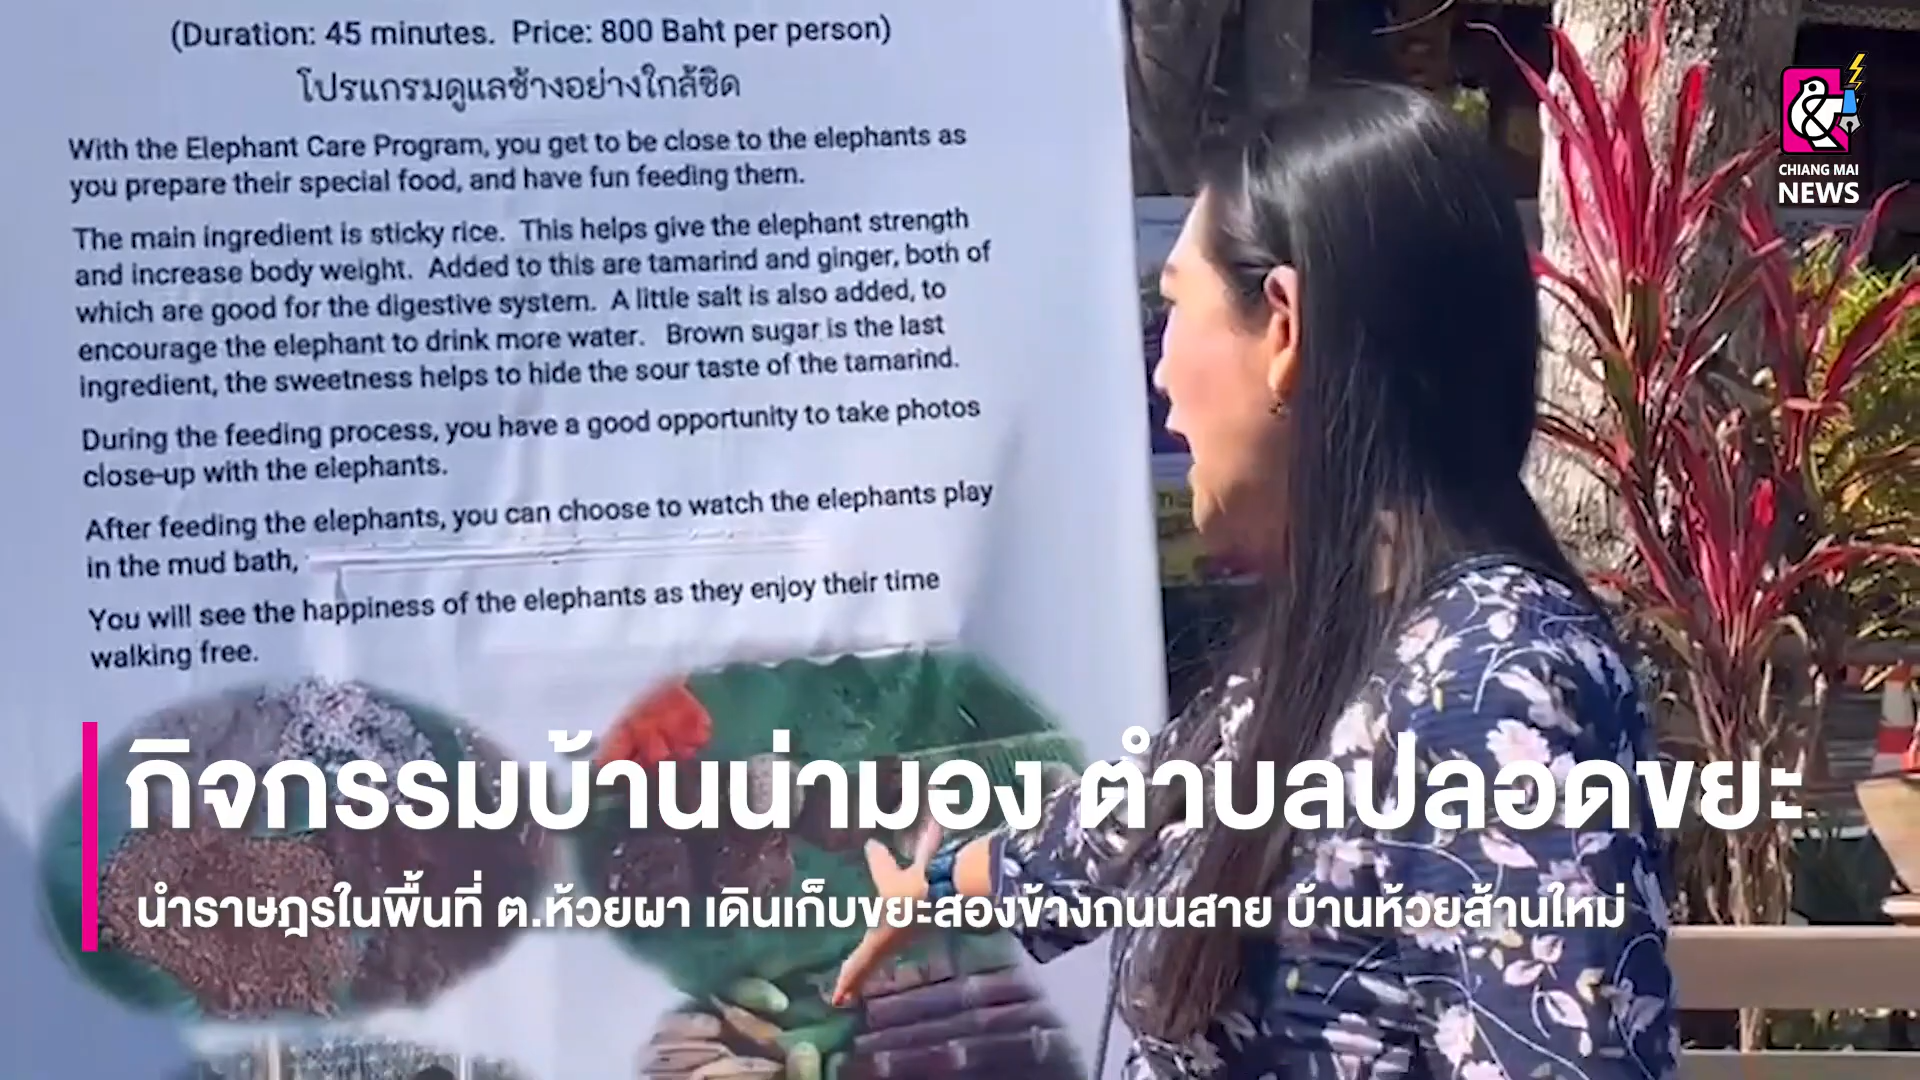 (Duration: 45 minutes.  Price: 800 Baht per person)
โปรแกรมดูแลช้างอย่างใกล้ชิด
With the Elephant Care Program, you get to be close to the elephants as
you prepare their special food, and have fun feeding them.
The main ingredient is sticky rice.  This helps give the elephant strength
and increase body weight.  Added to this are tamarind and ginger, both of
which are good for the digestive system.  A little salt is also added, to
encourage the elephant to drink more water.  Brown sugar is the last
ingredient, the sweetness helps to hide the sour taste of the tamarind.
During the feeding process, you have a good opportunity to take photos
close-up with the elephants.
After feeding the elephants, you can choose to watch the elephants play
in the mud bath,
You will see the happiness of the elephants as they enjoy their time
walking free.
CHIANG MAI
NEWS
กิจกรรมบ้านน่ามอง ตำบลปลอดขยะ
นำราษฎรในพื้นที่ ต.ห้วยผา เดินเก็บขยะสองข้างถนนสาย บ้านห้วยส้านใหม่